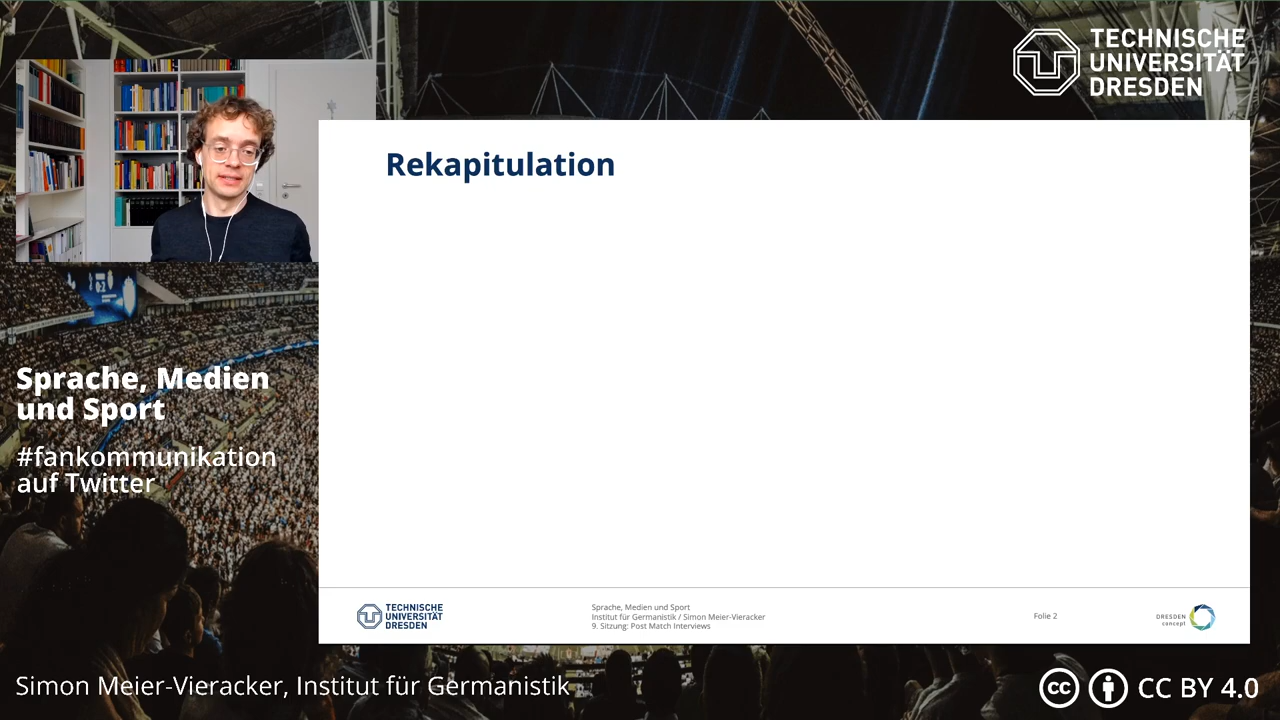 TECHNISCHE
UNIVERSITÄT
DRESDEN
Rekapitulation
Sprache, Medien
und Sport
#fankommunikation
auf Twitter
TECHNISCHE
UNIVERSITÄT
DRESDEN
Sprache, Medien und Sport
Institut für Germanistik / Simon Meier-Vieracker
9. Sitzung: Post Match Interviews
Folie 2
DRESDEN
concept
Simon Meier-Vieracker, Institut für Germanistik
cc CC BY 4.0